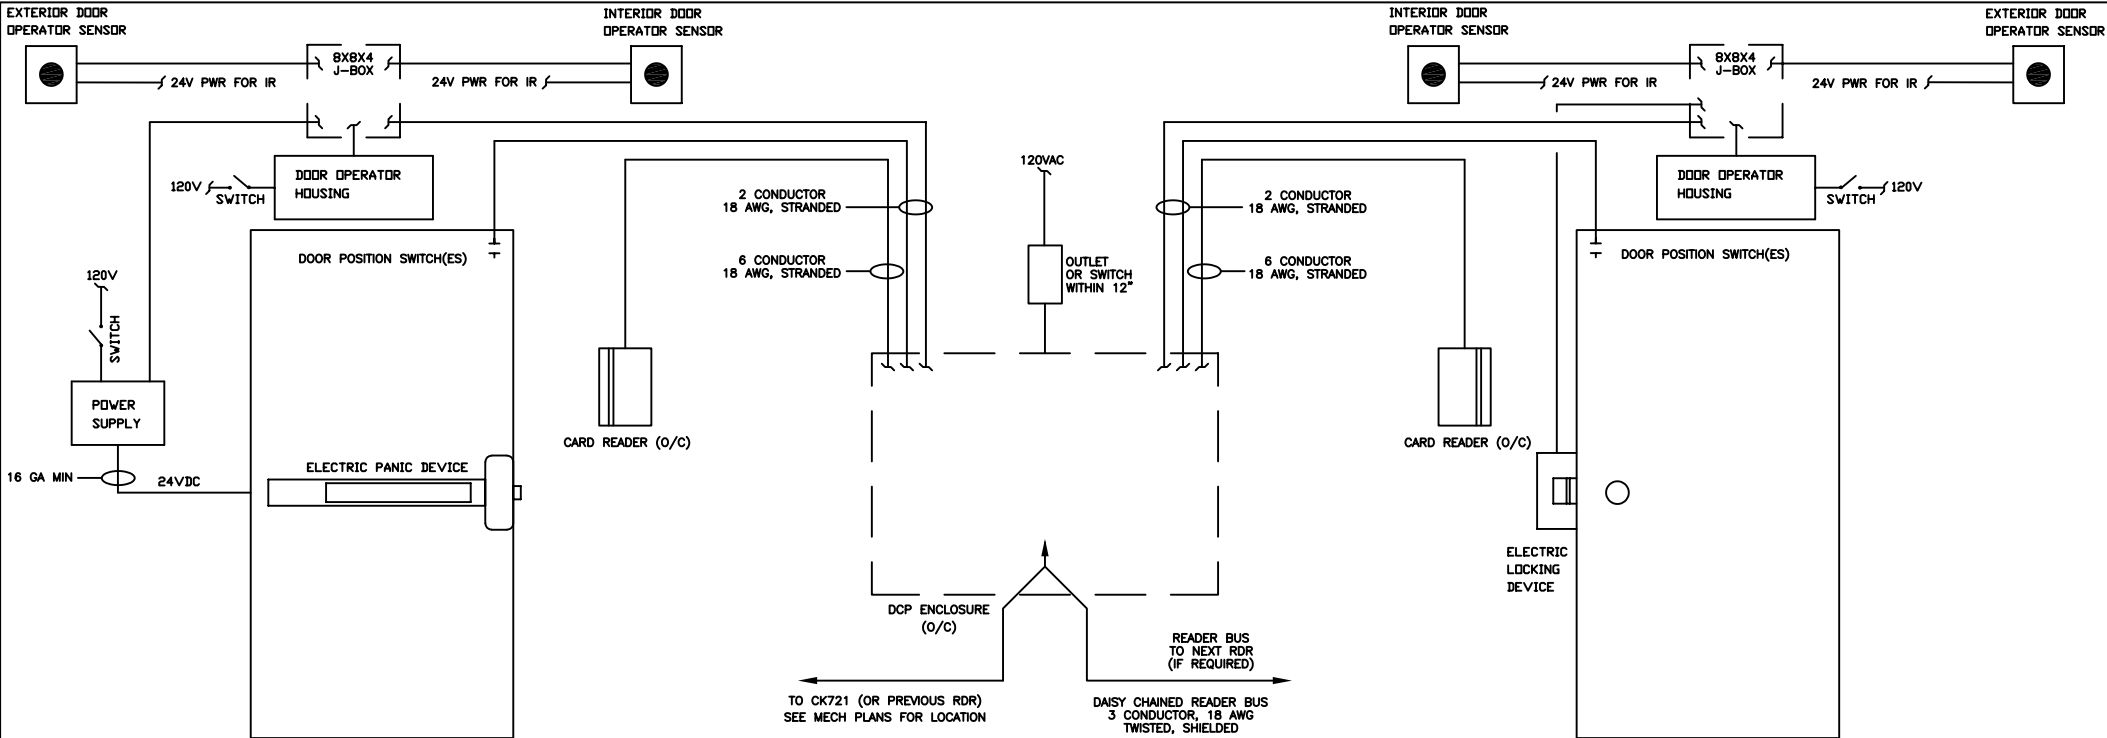 EXTERIOR DOOR
OPERATOR SENSOR
INTERIOR DOOR
OPERATOR SENSOR
INTERIOR DOOR
OPERATOR SENSOR
EXTERIOR DOOR
OPERATOR SENSOR
8X8X4
J-BOX
24V PWR FOR IR
24V PWR FOR IR
8X8X4
J-BOX
24V PWR FOR IR
24V PWR FOR IR
120V
SWITCH
DOOR OPERATOR
HOUSING
2 CONDUCTOR
18 AWG, STRANDED
120VAC
2 CONDUCTOR
18 AWG, STRANDED
DOOR OPERATOR
HOUSING
SWITCH
120V
DOOR POSITION SWITCH(ES)
6 CONDUCTOR
18 AWG, STRANDED
OUTLET
OR SWITCH
WITHIN 12"
6 CONDUCTOR
18 AWG, STRANDED
DOOR POSITION SWITCH(ES)
120V
SWITCH
POWER
SUPPLY
CARD READER (O/C)
CARD READER (O/C)
16 GA MIN
24VDC
ELECTRIC PANIC DEVICE
ELECTRIC
LOCKING
DEVICE
DCP ENCLOSURE
(O/C)
READER BUS
TO NEXT RDR
(IF REQUIRED)
TO CK721 (OR PREVIOUS RDR)
SEE MECH PLANS FOR LOCATION
DAISY CHAINED READER BUS
3 CONDUCTOR, 18 AWG
TWISTED, SHIELDED